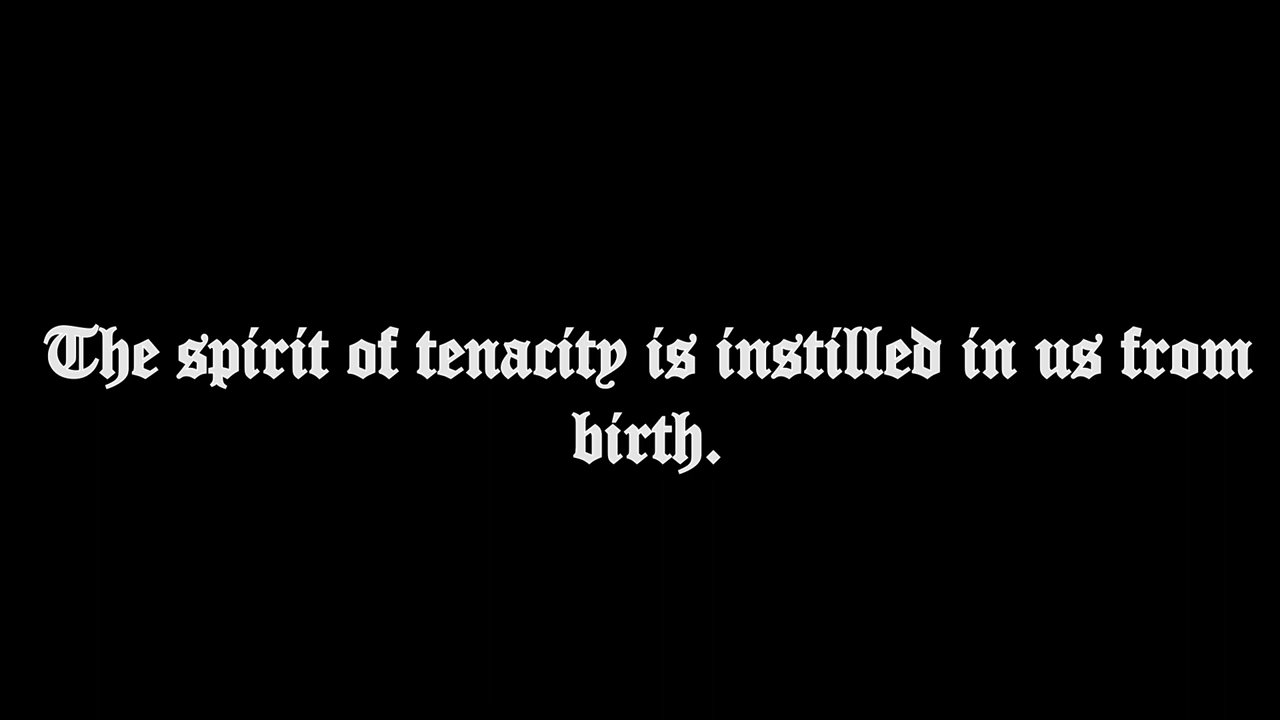 The spirit of tenacity is instilled in us from
birth.